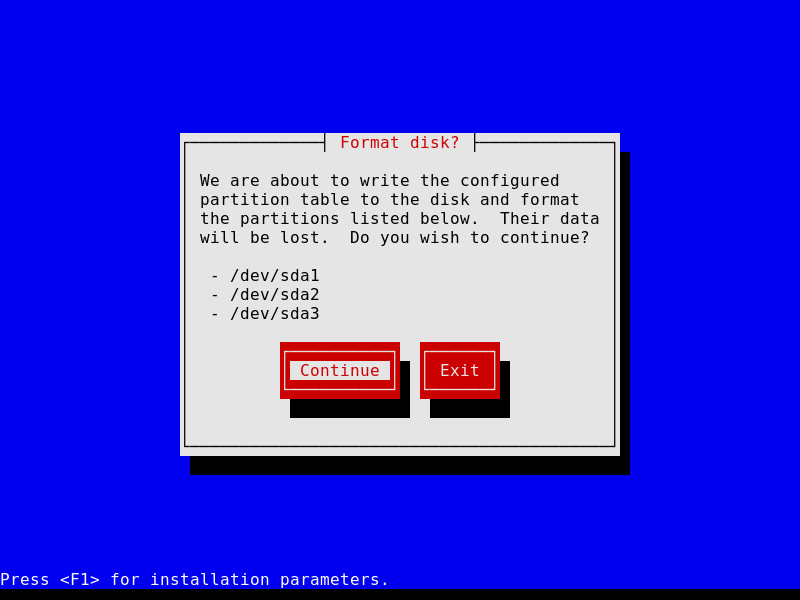 Format disk?
We are about to write the configured
partition table to the disk and format
the partitions listed below.  Their data
will be lost.  Do you wish to continue?
- /dev/sda1
- /dev/sda2
- /dev/sda3
Continue Exit
Press <F1> for installation parameters.